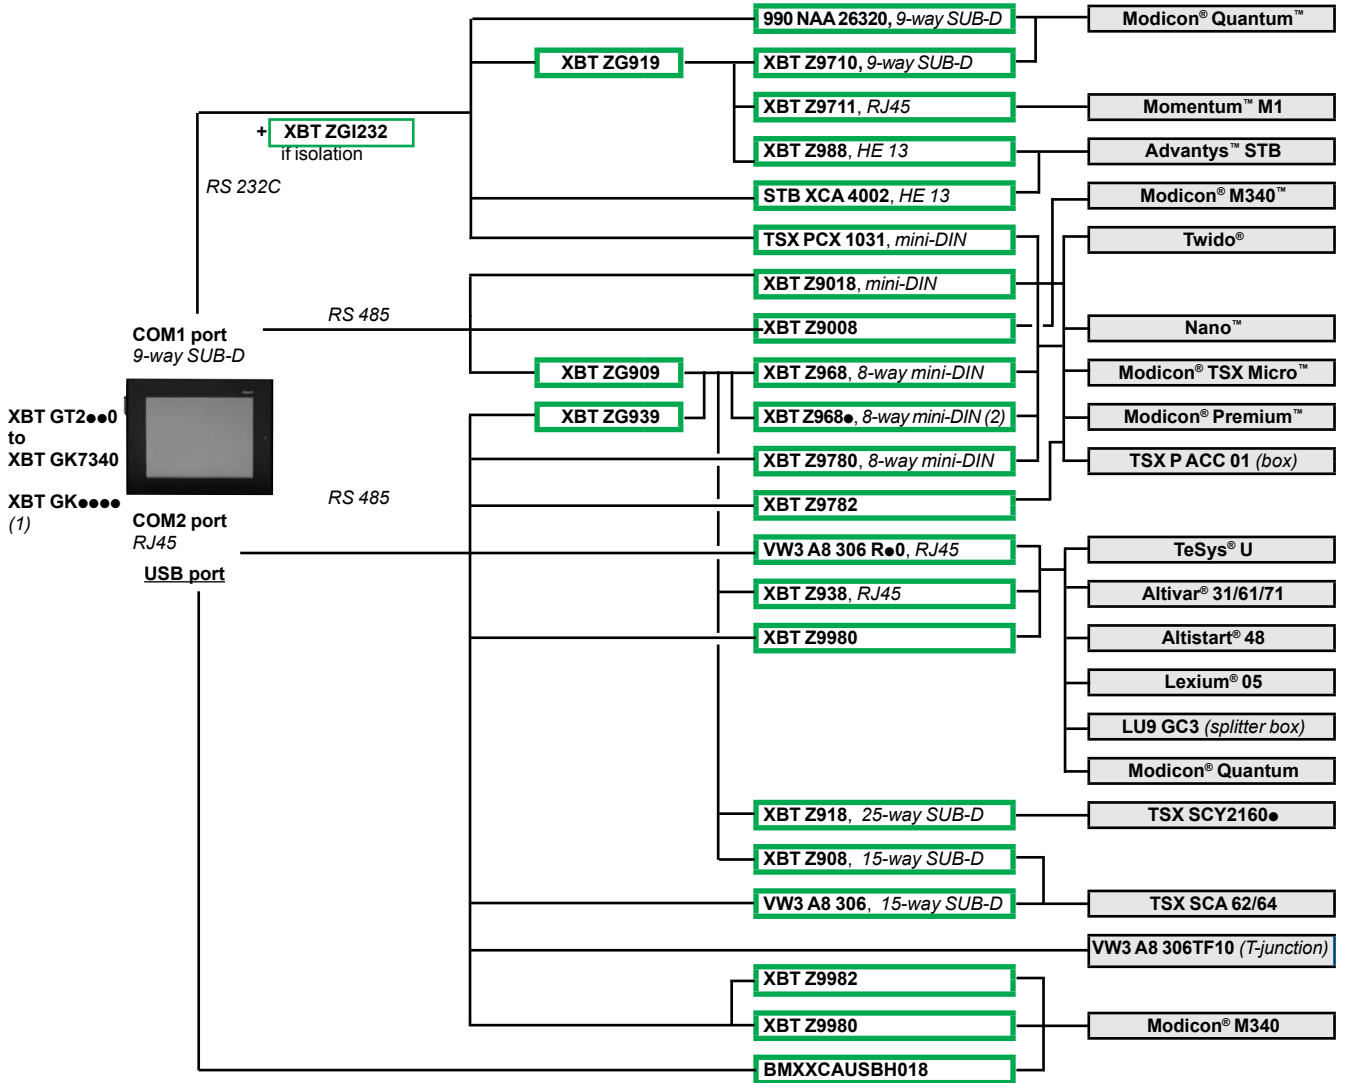 990 NAA 26320, 9-way SUB-D
Modicon® Quantum™
XBT ZG919
XBT Z9710, 9-way SUB-D
XBT Z9711, RJ45
Momentum™ M1
+ XBT ZGI232
if isolation
XBT Z988, HE 13
Advantys™ STB
RS 232C
STB XCA 4002, HE 13
Modicon® M340™
TSX PCX 1031, mini-DIN
Twido®
XBT Z9018, mini-DIN
RS 485
COM1 port
9-way SUB-D
XBT Z9008
Nano™
XBT ZG909
XBT Z968, 8-way mini-DIN
Modicon® TSX Micro™
XBT GT2●●0
to
XBT GK7340
XBT ZG939
XBT Z968●, 8-way mini-DIN (2)
Modicon® Premium™
XBT Z9780, 8-way mini-DIN
TSX P ACC 01 (box)
XBT GK●●●●
(1)
RS 485
XBT Z9782
COM2 port
RJ45
VW3 A8 306 R●0, RJ45
TeSys® U
USB port
XBT Z938, RJ45
Altivar® 31/61/71
XBT Z9980
Altistart® 48
Lexium® 05
LU9 GC3 (splitter box)
Modicon® Quantum
XBT Z918, 25-way SUB-D
TSX SCY2160●
XBT Z908, 15-way SUB-D
VW3 A8 306, 15-way SUB-D
TSX SCA 62/64
VW3 A8 306TF10 (T-junction)
XBT Z9982
XBT Z9980
Modicon® M340
BMXXCAUSBH018